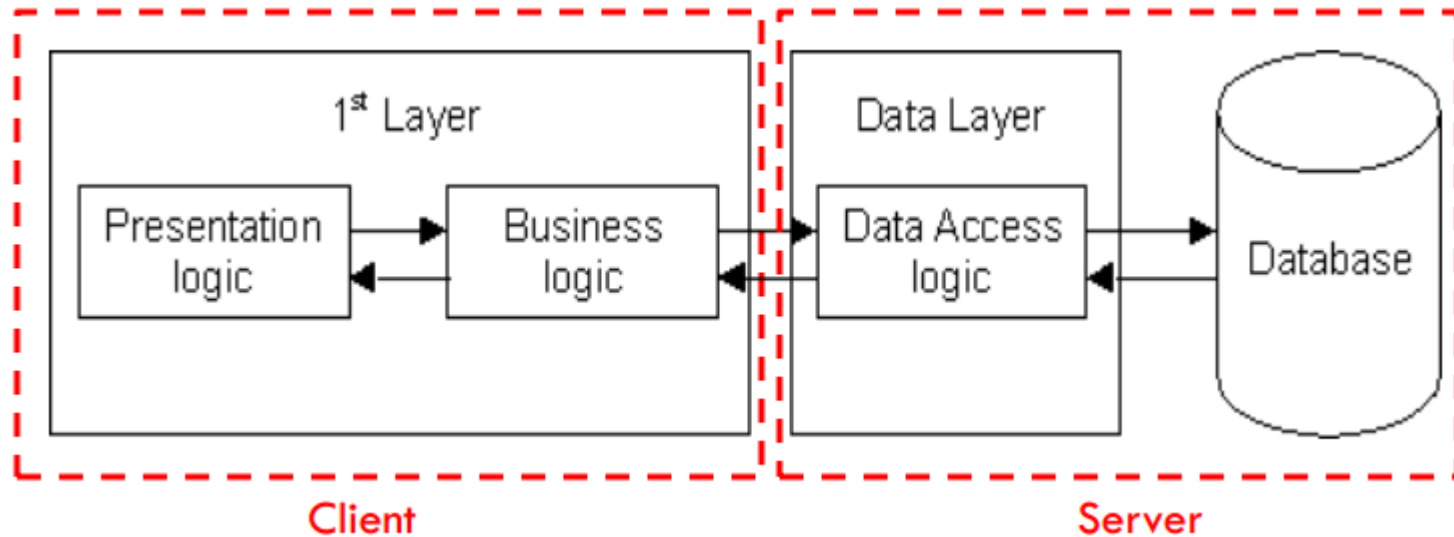 1st Layer
Data Layer
Presentation
logic
Business
logic
Data Access
logic
Database
Client
Server